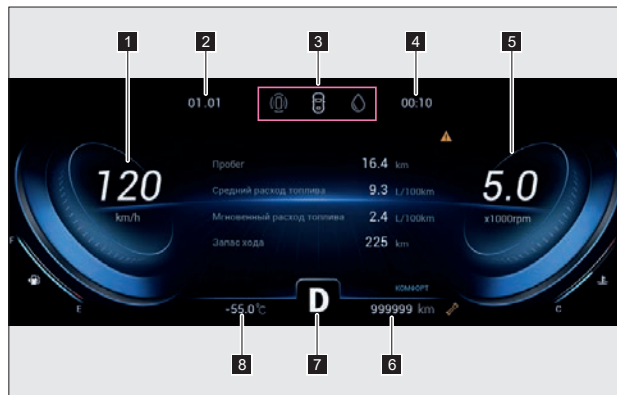 1 2 3 4 5
01.01 00:10
Пробег 16.4 km
120 Средний расход топлива 9.3 L/100km 5.0
km/h Мгновенный расход топлива 2.4 L/100km x1000rpm
Запас хода 225 km
F
КОМФОРТ
-55.0°C D 999999 km
E C
8 7 6